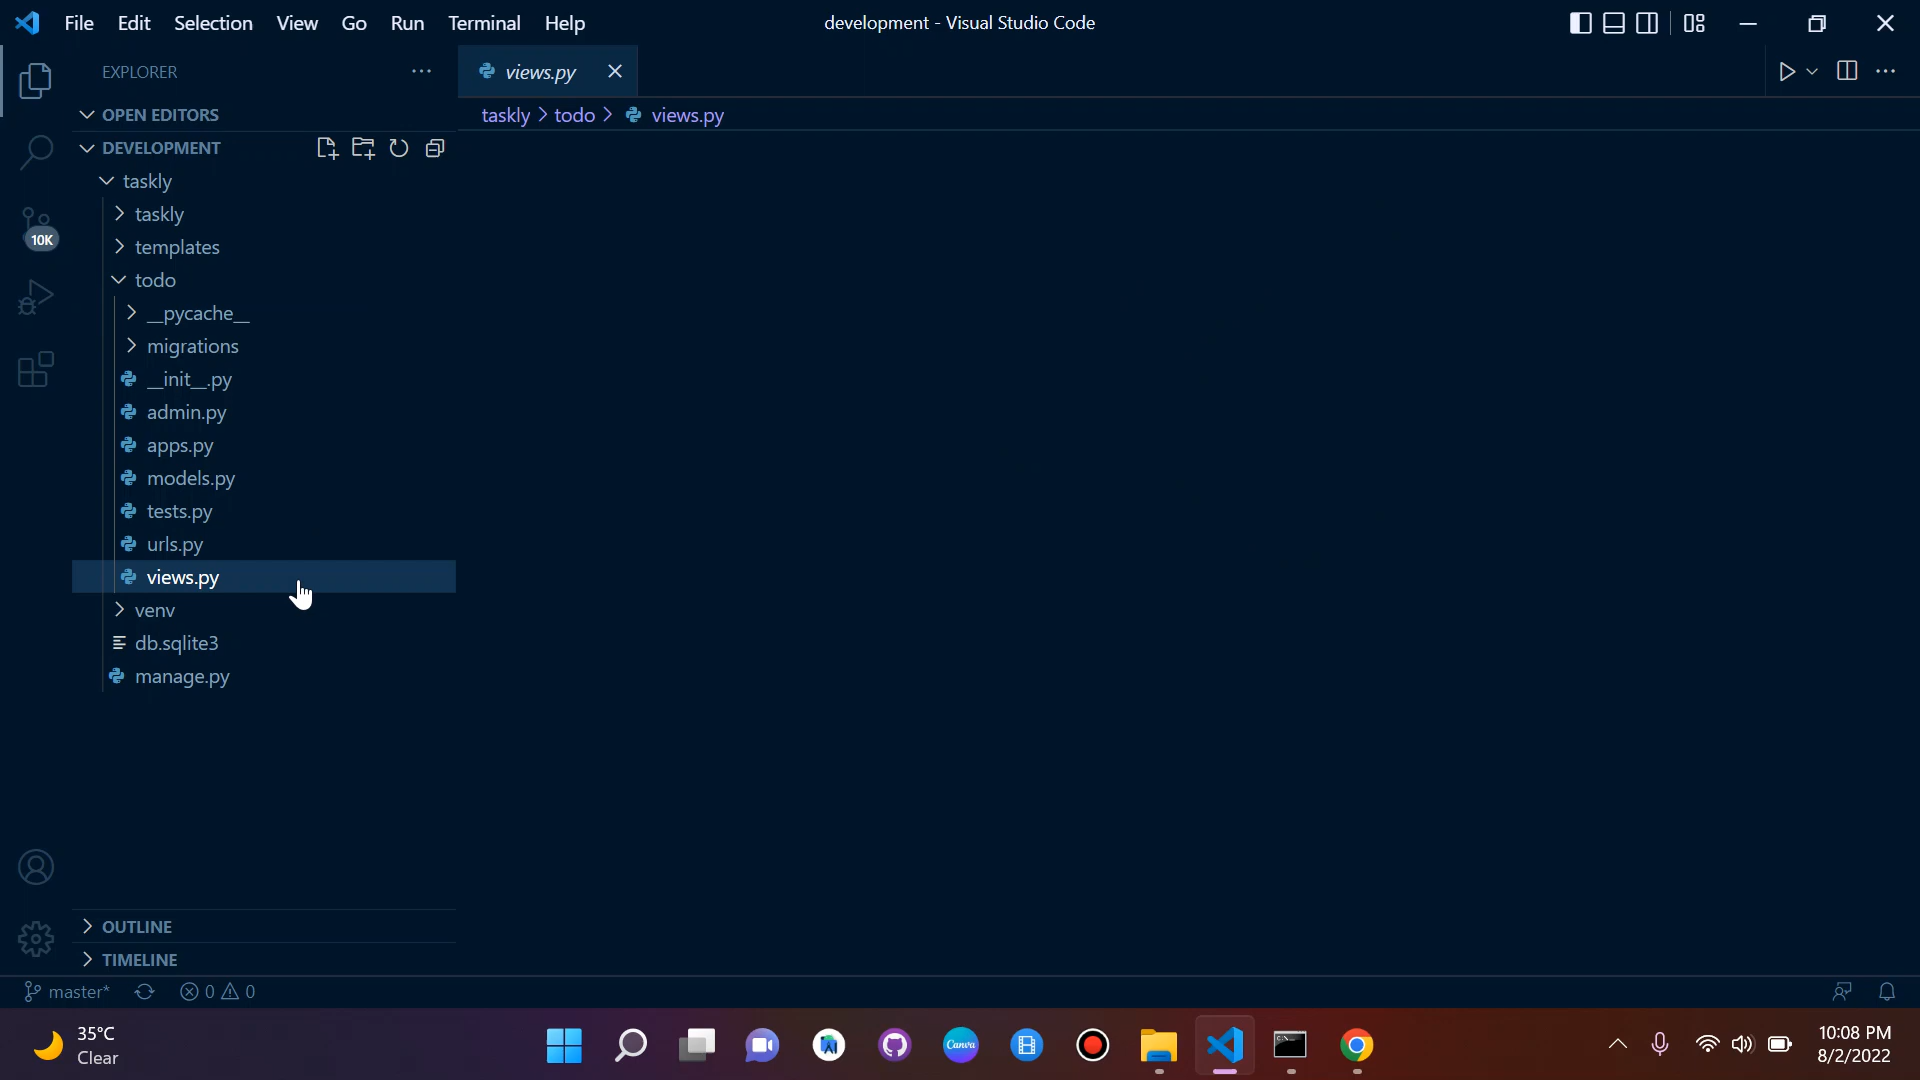 File Edit Selection View Go Run Terminal Help
development - Visual Studio Code
EXPLORER
views.py
OPEN EDITORS
taskly > todo > views.py
DEVELOPMENT
taskly
taskly
templates
10K
todo
__pycache__
migrations
__init__.py
admin.py
apps.py
models.py
tests.py
urls.py
views.py
venv
db.sqlite3
manage.py
OUTLINE
TIMELINE
master*
0
0
35°C
Clear
Canva
10:08 PM
8/2/2022